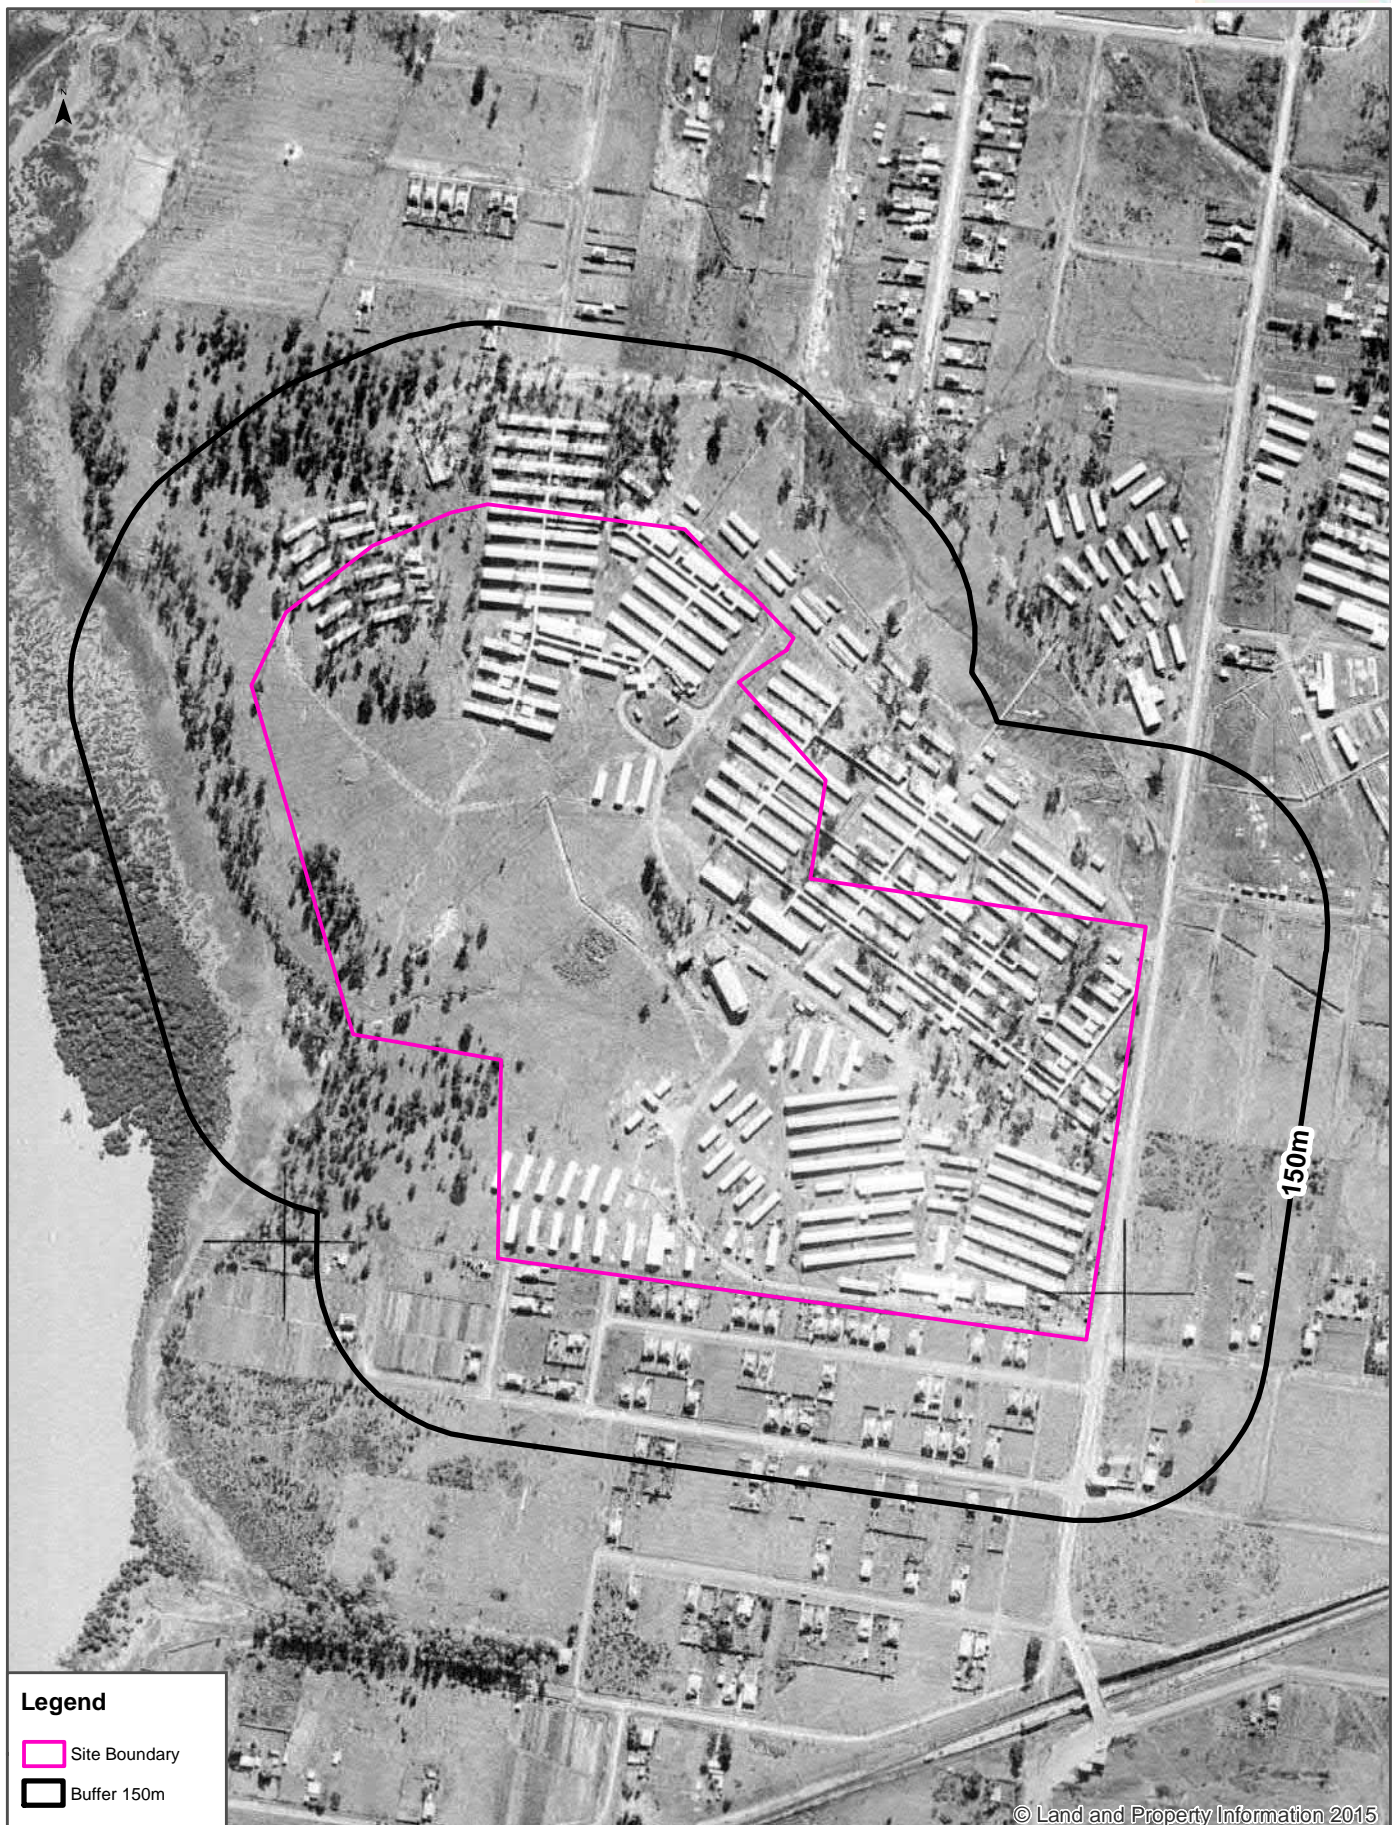 N
150m
Legend
Site Boundary
Buffer 150m
© Land and Property Information 2015